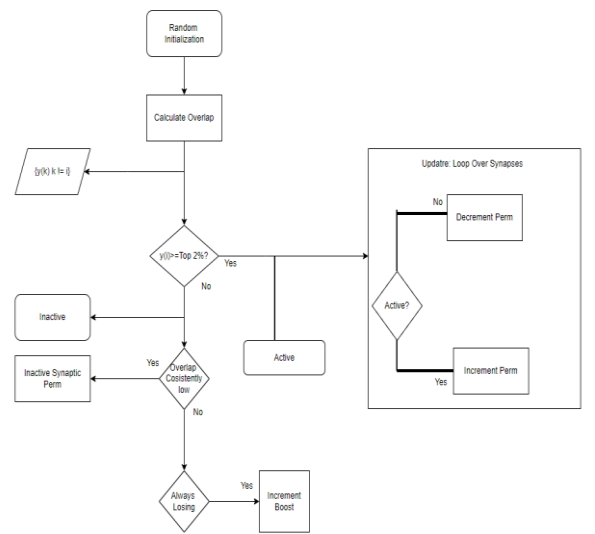 Random
Initialization
Calculate Overlap
{y(k) k != i}
Updatre: Loop Over Synapses
No
Decrement Perm
y(i)>=Top 2%?
Yes
No
Active?
Inactive
Active
Yes
Overlap
Cosistently
low
Inactive Synaptic
Perm
Increment Perm
Yes
No
Always
Losing
Yes
Increment
Boost